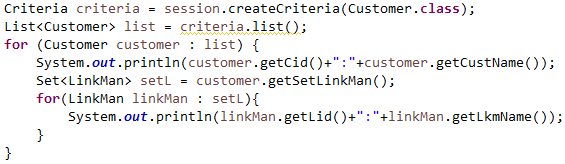 Criteria criteria = session.createCriteria(Customer.class);
List<Customer> list = criteria.list();
for (Customer customer : list) {
    System.out.println(customer.getCid()+":"+customer.getCustName());
    Set<LinkMan> setL = customer.getSetLinkMan();
    for(LinkMan linkMan : setL){
        System.out.println(linkMan.getLid()+":"+linkMan.getLkmName());
    }
}